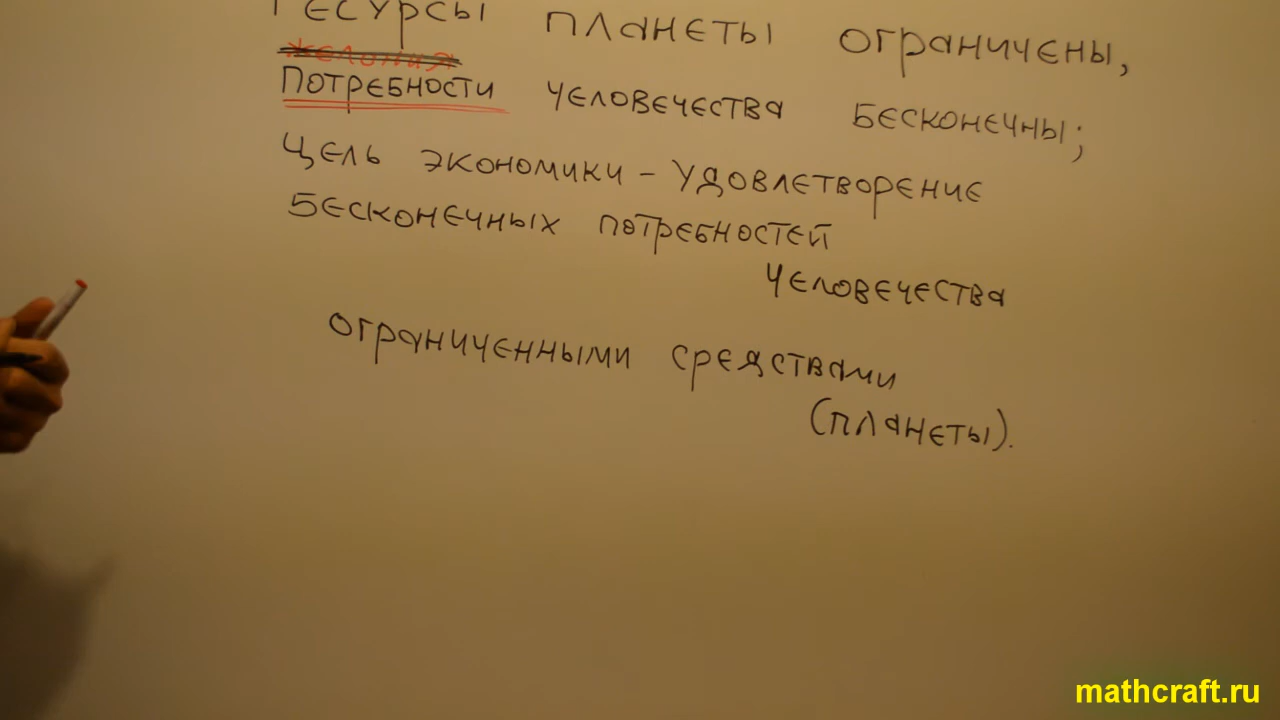 Ресурсы планеты ограничены,
желания
Потребности человечества бесконечны;
Цель экономики - удовлетворение
бесконечных потребностей
человечества
ограниченными средствами
(планеты).
mathcraft.ru